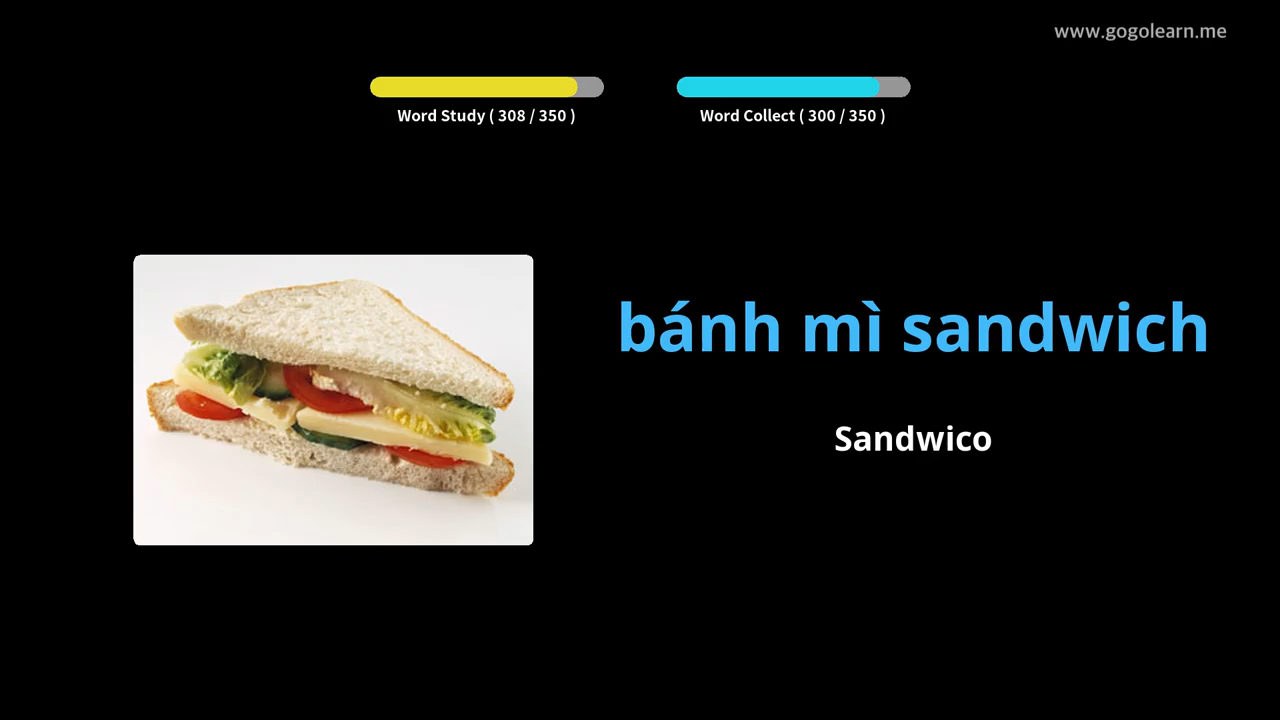 www.gogolearn.me
Word Study ( 308 / 350 )
Word Collect ( 300 / 350 )
bánh mì sandwich
Sandwico